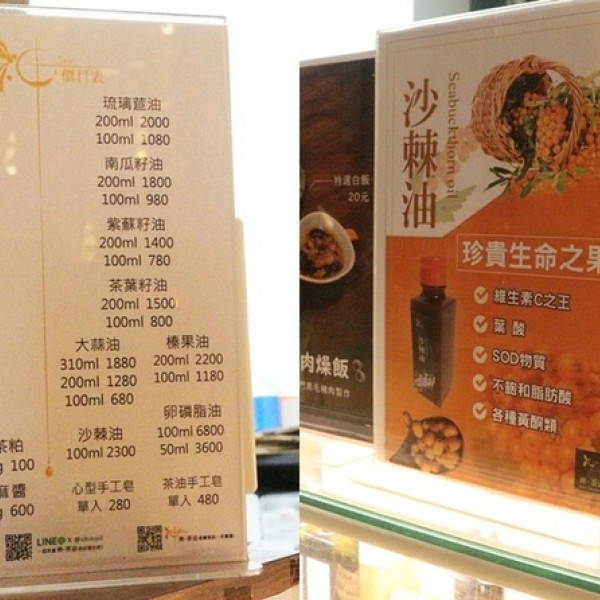 價目表
琉璃苣油
200ml 2000
100ml 1080
南瓜籽油
200ml 1800
100ml 980
紫蘇籽油
200ml 1400
100ml 780
茶葉籽油
200ml 1500
100ml 800
大蒜油
310ml 1880
200ml 1280
100ml 680
榛果油
200ml 2200
100ml 1180
沙棘油
100ml 2300
卵磷脂油
100ml 6800
50ml 3600
茶粕
g 100
麻醬
g 600
心型手工皂
單入 280
茶油手工皂
單入 480
LINE@
特選白飯
20元
肉燥飯
沙棘油
Seabuckthorn oil
珍貴生命之果
維生素C之王
葉酸
SOD物質
不飽和脂肪酸
各種黃酮類
沙棘油